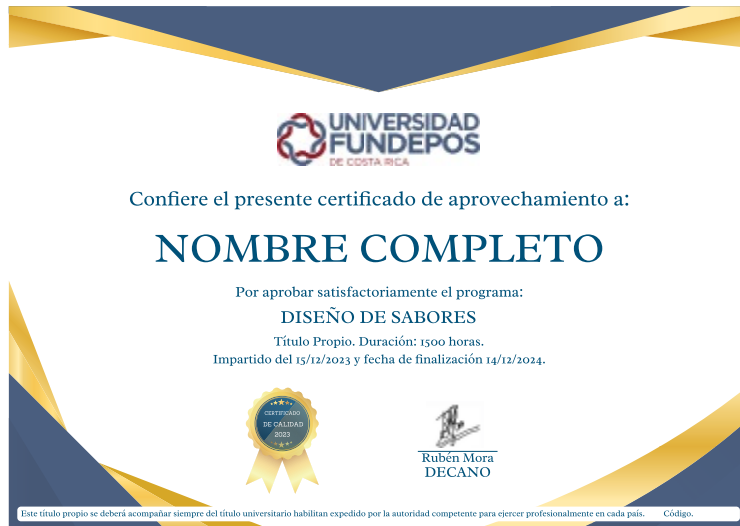 UNIVERSIDAD
FUNDEPOS
DE COSTA RICA
Confiere el presente certificado de aprovechamiento a:
NOMBRE COMPLETO
Por aprobar satisfactoriamente el programa:
DISEÑO DE SABORES
Título Propio. Duración: 1500 horas.
Impartido del 15/12/2023 y fecha de finalización 14/12/2024.
CERTIFICADO
DE CALIDAD
2023
Rubén Mora
DECANO
Este título propio se deberá acompañar siempre del título universitario habilitan expedido por la autoridad competente para ejercer profesionalmente en cada país. Código.